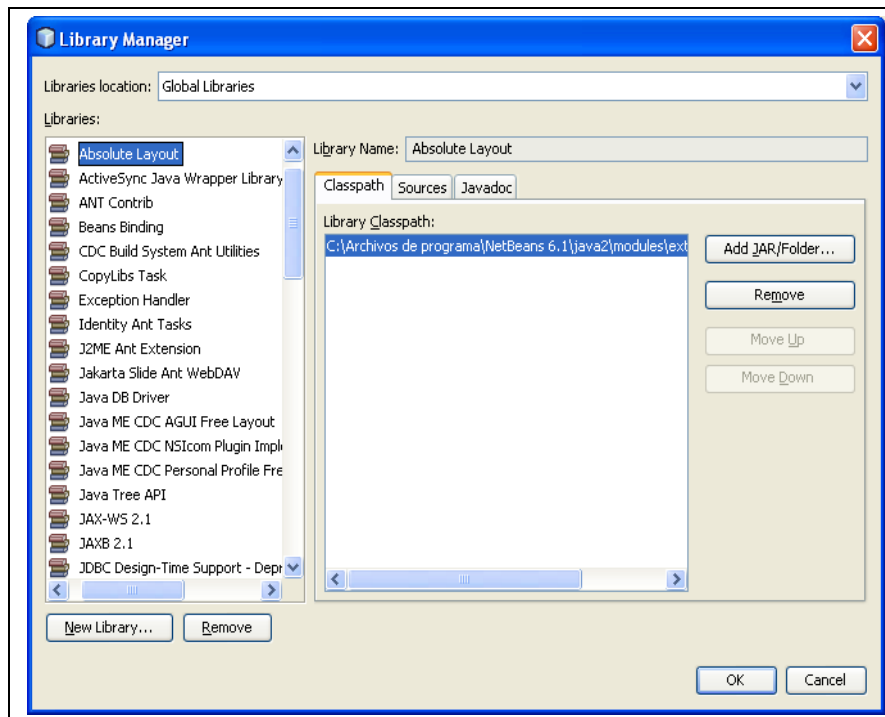 Library Manager
Libraries location: Global Libraries
Libraries:
Absolute Layout
ActiveSync Java Wrapper Library
ANT Contrib
Beans Binding
CDC Build System Ant Utilities
CopyLibs Task
Exception Handler
Identity Ant Tasks
J2ME Ant Extension
Jakarta Slide Ant WebDAV
Java DB Driver
Java ME CDC AGUI Free Layout
Java ME CDC NSIcom Plugin Imple
Java ME CDC Personal Profile Fre
Java Tree API
JAX-WS 2.1
JAXB 2.1
JDBC Design-Time Support - Depr
New Library... Remove
Library Name: Absolute Layout
Classpath Sources Javadoc
Library Classpath:
C:\Archivos de programa\NetBeans 6.1\java2\modules\ext
Add JAR/Folder...
Remove
Move Up
Move Down
OK Cancel